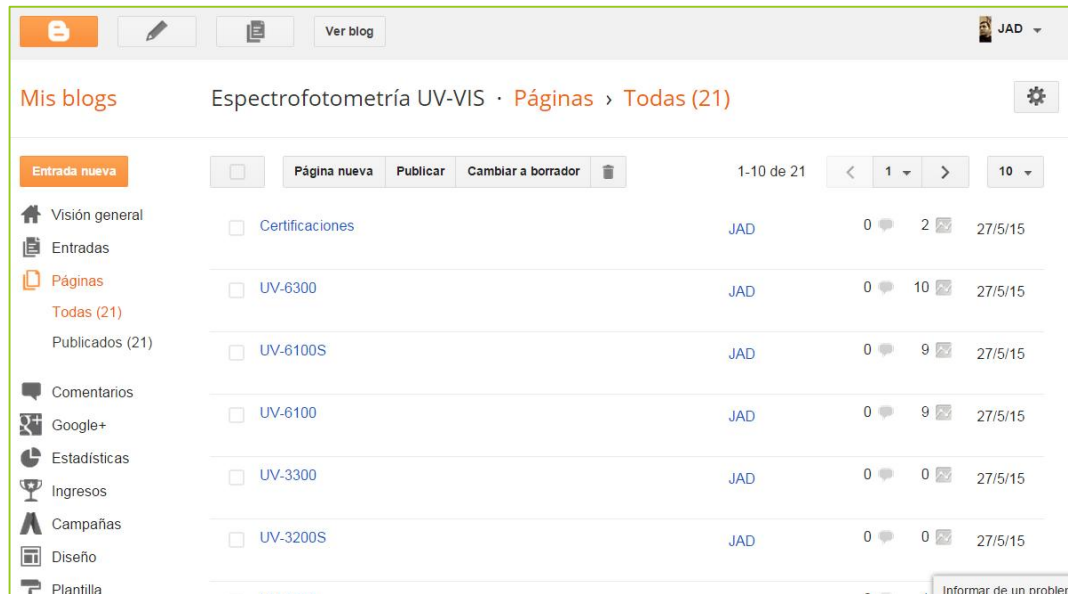 Ver blog
JAD
Mis blogs
Espectrofotometría UV-VIS · Páginas › Todas (21)
Entrada nueva
Página nueva Publicar Cambiar a borrador
1-10 de 21
1
10
Visión general
Entradas
Páginas
Todas (21)
Publicados (21)
Comentarios
Google+
Estadísticas
Ingresos
Campañas
Diseño
Plantilla
Certificaciones JAD 0 2 27/5/15
UV-6300 JAD 0 10 27/5/15
UV-6100S JAD 0 9 27/5/15
UV-6100 JAD 0 9 27/5/15
UV-3300 JAD 0 0 27/5/15
UV-3200S JAD 0 0 27/5/15
Informar de un probler